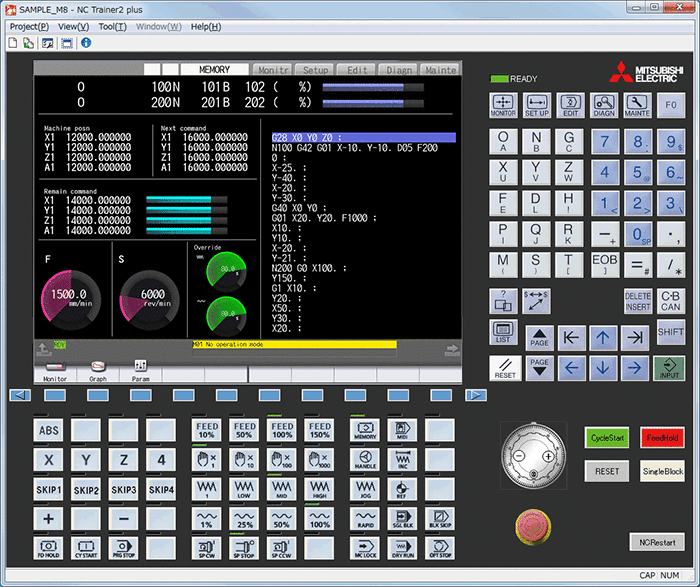 SAMPLE_M8 - NC Trainer2 plus
Project(P) View(V) Tool(T) Window(W) Help(H)
MEMORY Monitr Setup Edit Diagn Mainte
O 100N 101B 102 ( %)
O 200N 201B 202 ( %)
Machine posn
X1 12000.000000
Y1 12000.000000
Z1 12000.000000
A1 12000.000000
Next command
X1 16000.000000
Y1 16000.000000
Z1 16000.000000
A1 16000.000000
Remain command
X1 14000.000000
Y1 14000.000000
Z1 14000.000000
A1 14000.000000
F
1500.0
mm/min
S
6000
rev/min
Override
80.0
80.0
G28 X0 Y0 Z0 :
N100 G42 G01 X-10. Y-10. D05 F200
0 :
X-25. :
Y-40. :
X-20. :
Y-30. :
G40 X0 Y0 :
G01 X20. Y20. F1000 :
X10. :
Y10. :
X-20. :
Y-21. :
N200 G0 X100. :
Y150. :
G1 X10. :
Y20. :
X50. :
Y30. :
X20. :
M01 No operation mode
Monitor Graph Param
READY
MITSUBISHI
ELECTRIC
MONITOR SET UP EDIT DIAGN MAINTE F0
O A N B G C 7 8 9
X U Y V Z W 4 5 6
F E D L H ! 1 2 3
P I Q J R K - + 0 SP . ,
M ( S ) T [ EOB ] = # / *
? DELETE INSERT C·B CAN
LIST PAGE SHIFT
RESET PAGE INPUT
ABS FEED 10% FEED 50% FEED 100% FEED 150% MEMORY MDI
X Y Z 4 ×1 ×10 ×100 ×1000 HANDLE INC
SKIP1 SKIP2 SKIP3 SKIP4 1 LOW MID HIGH JOG REF
+ - 1% 25% 50% 100% RAPID SGL BLK BLK SKIP
FD HOLD CY START PRG STOP SP CW SP STOP SP CCW MC LOCK DRY RUN OPT STOP
CycleStart FeedHold
RESET SingleBlock
NCRestart
CAP NUM